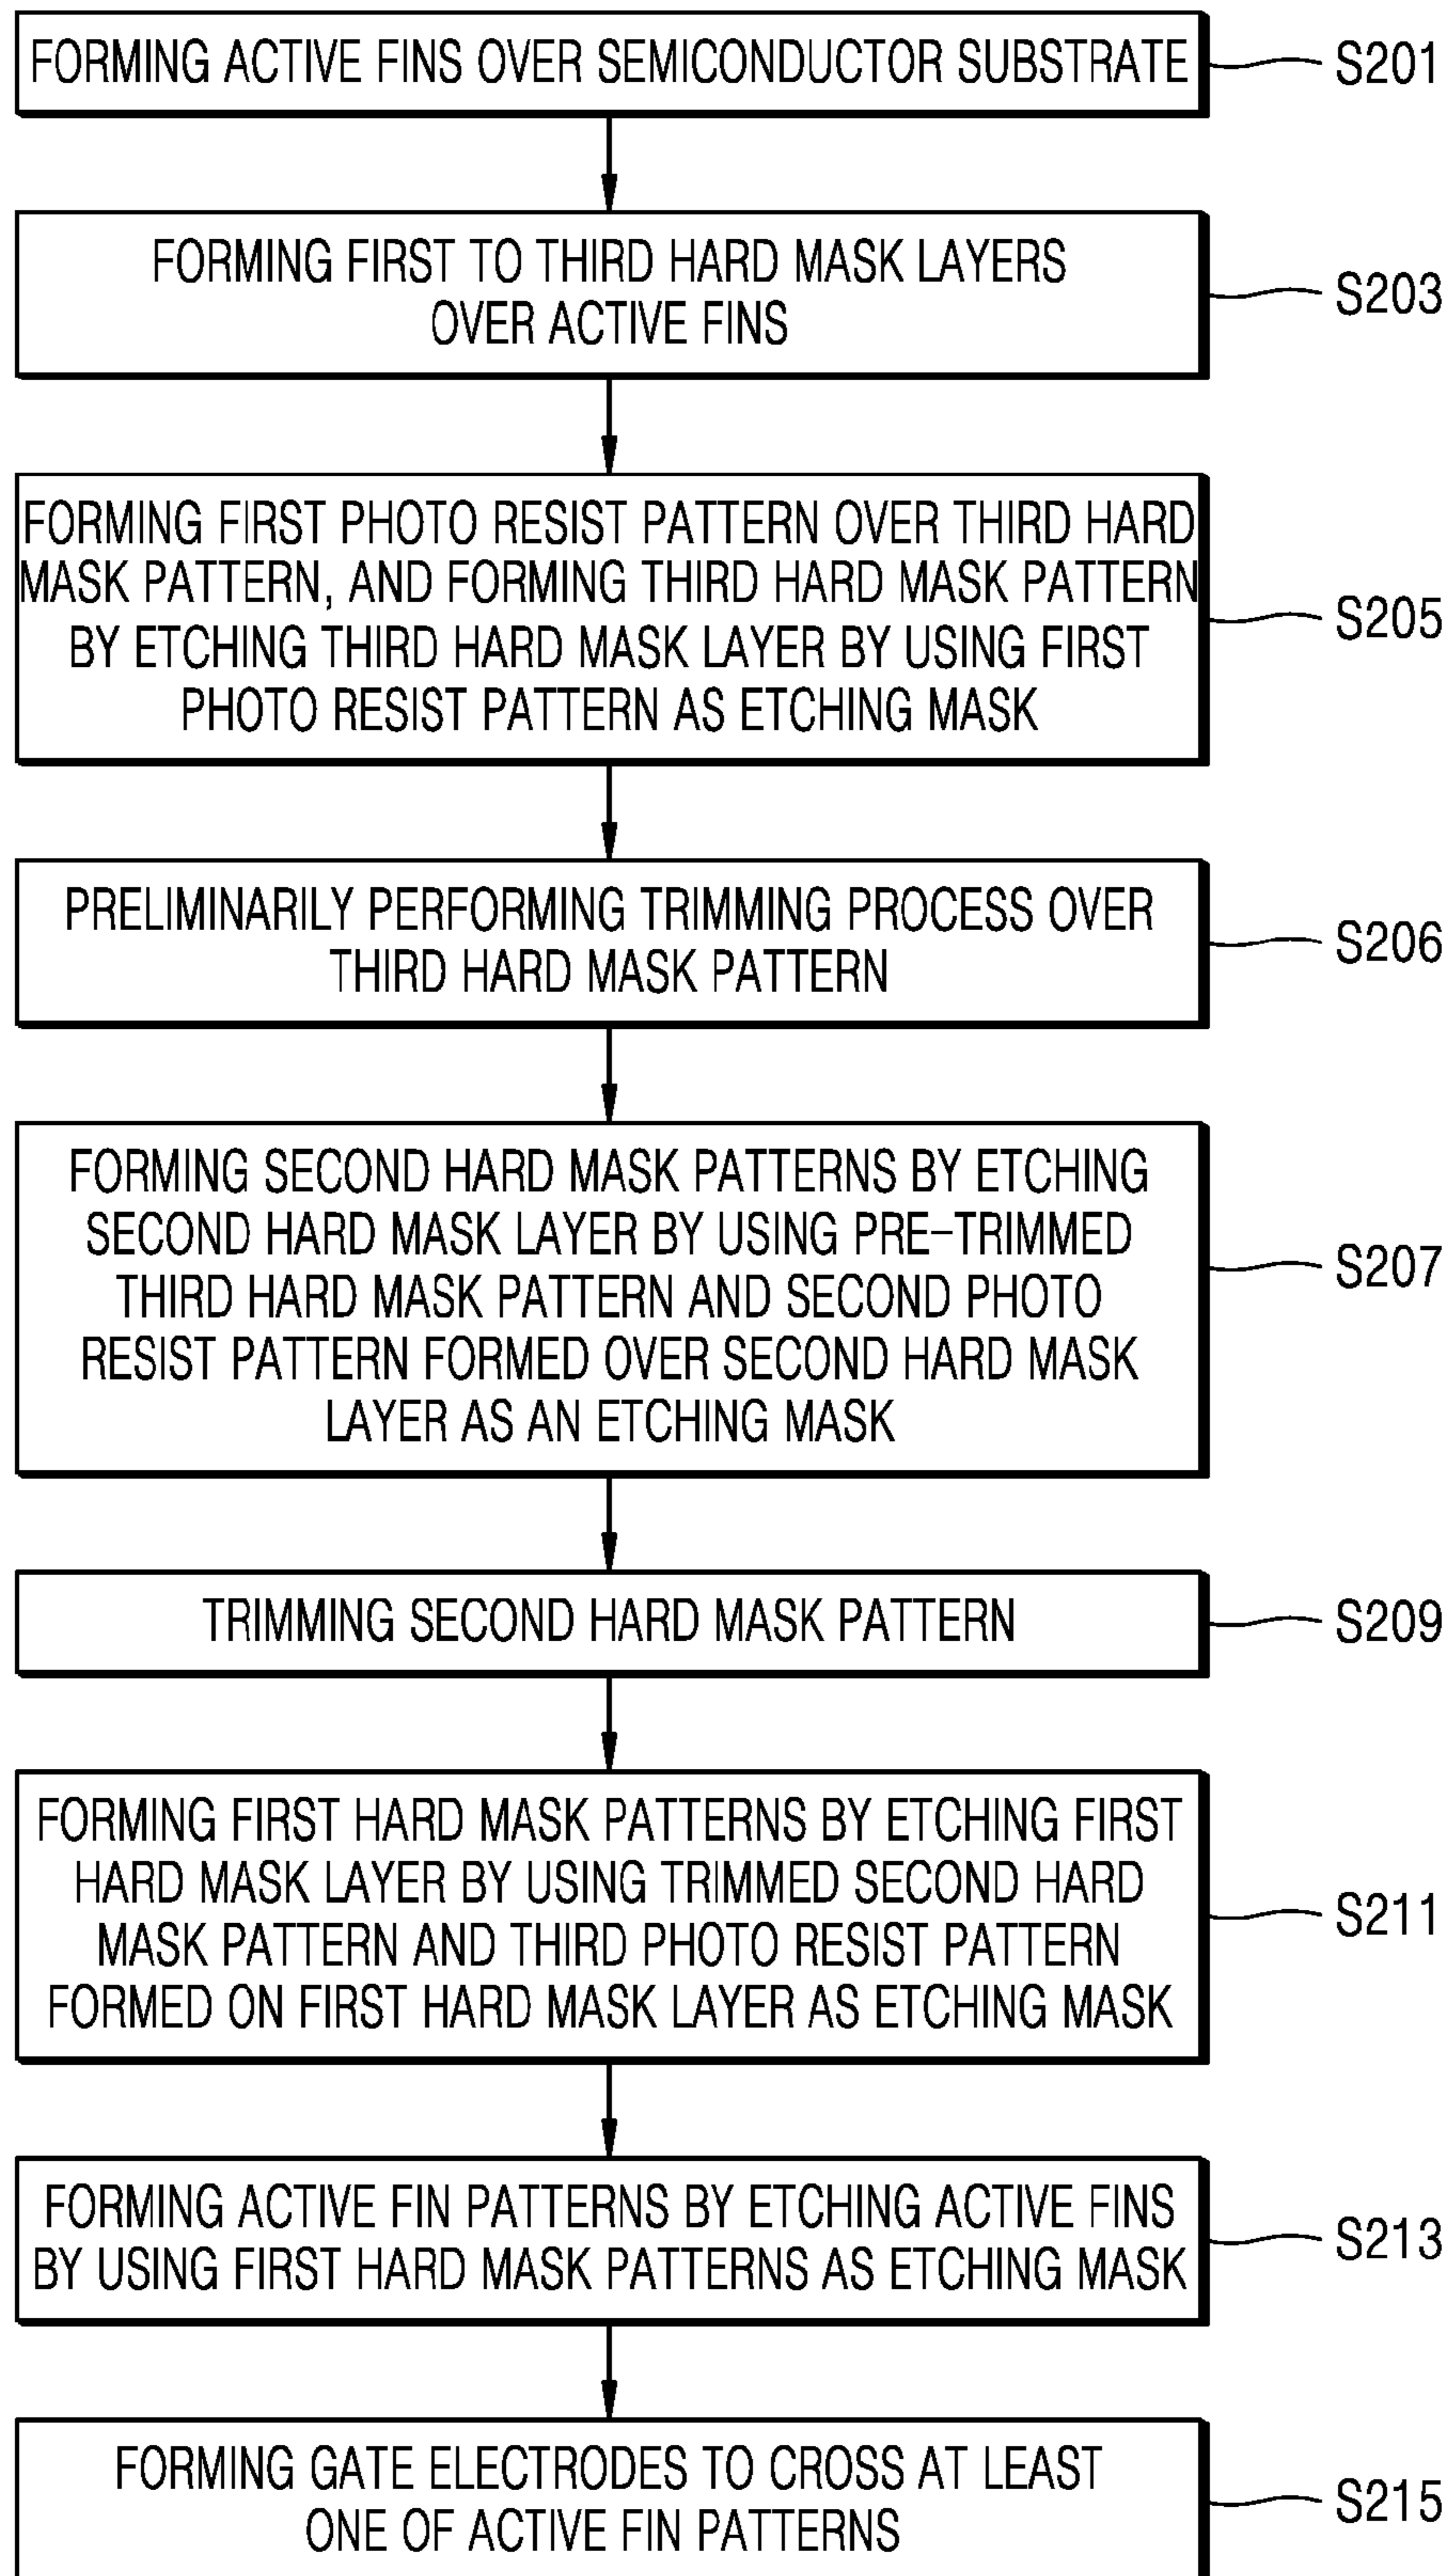 FORMING ACTIVE FINS OVER SEMICONDUCTOR SUBSTRATE
S201
FORMING FIRST TO THIRD HARD MASK LAYERS
OVER ACTIVE FINS
S203
FORMING FIRST PHOTO RESIST PATTERN OVER THIRD HARD
MASK PATTERN, AND FORMING THIRD HARD MASK PATTERN
BY ETCHING THIRD HARD MASK LAYER BY USING FIRST
PHOTO RESIST PATTERN AS ETCHING MASK
S205
PRELIMINARILY PERFORMING TRIMMING PROCESS OVER
THIRD HARD MASK PATTERN
S206
FORMING SECOND HARD MASK PATTERNS BY ETCHING
SECOND HARD MASK LAYER BY USING PRE-TRIMMED
THIRD HARD MASK PATTERN AND SECOND PHOTO
RESIST PATTERN FORMED OVER SECOND HARD MASK
LAYER AS AN ETCHING MASK
S207
TRIMMING SECOND HARD MASK PATTERN
S209
FORMING FIRST HARD MASK PATTERNS BY ETCHING FIRST
HARD MASK LAYER BY USING TRIMMED SECOND HARD
MASK PATTERN AND THIRD PHOTO RESIST PATTERN
FORMED ON FIRST HARD MASK LAYER AS ETCHING MASK
S211
FORMING ACTIVE FIN PATTERNS BY ETCHING ACTIVE FINS
BY USING FIRST HARD MASK PATTERNS AS ETCHING MASK
S213
FORMING GATE ELECTRODES TO CROSS AT LEAST
ONE OF ACTIVE FIN PATTERNS
S215